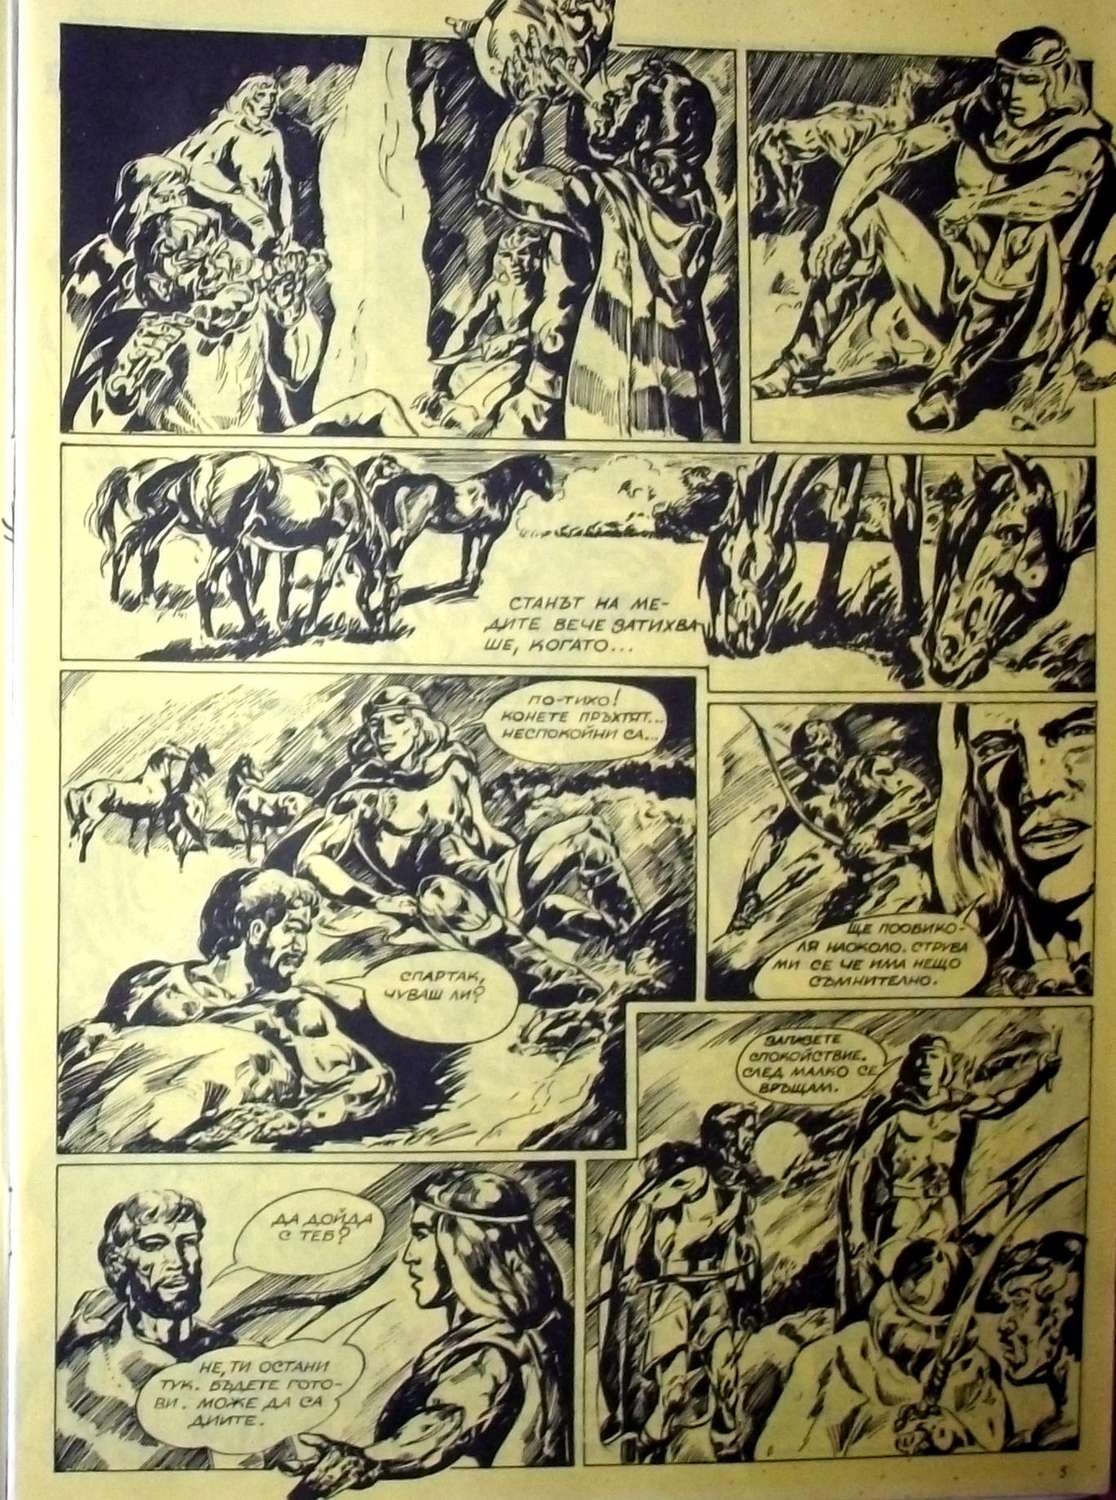 СТАНЪТ НА МЕ-
ДИТЕ ВЕЧЕ ЗАТИХВА
ШЕ, КОГАТО...
ПО-ТИХО!
КОНЕТЕ ПРЪХТЯТ...
НЕСПОКОЙНИ СА...
СПАРТАК,
ЧУВАШ ЛИ?
ЩЕ ПООБИКО-
ЛЯ НАОКОЛО. СТРУВА
МИ СЕ ЧЕ ИМА НЕЩО
СЪМНИТЕЛНО.
ЗАПАЗЕТЕ
СПОКОЙСТВИЕ.
СЛЕД МАЛКО СЕ
ВРЪЩАМ.
ДА ДОЙДА
С ТЕБ?
НЕ, ТИ ОСТАНИ
ТУК. БЪДЕТЕ ГОТО-
ВИ. МОЖЕ ДА СА
ДИИТЕ.
5